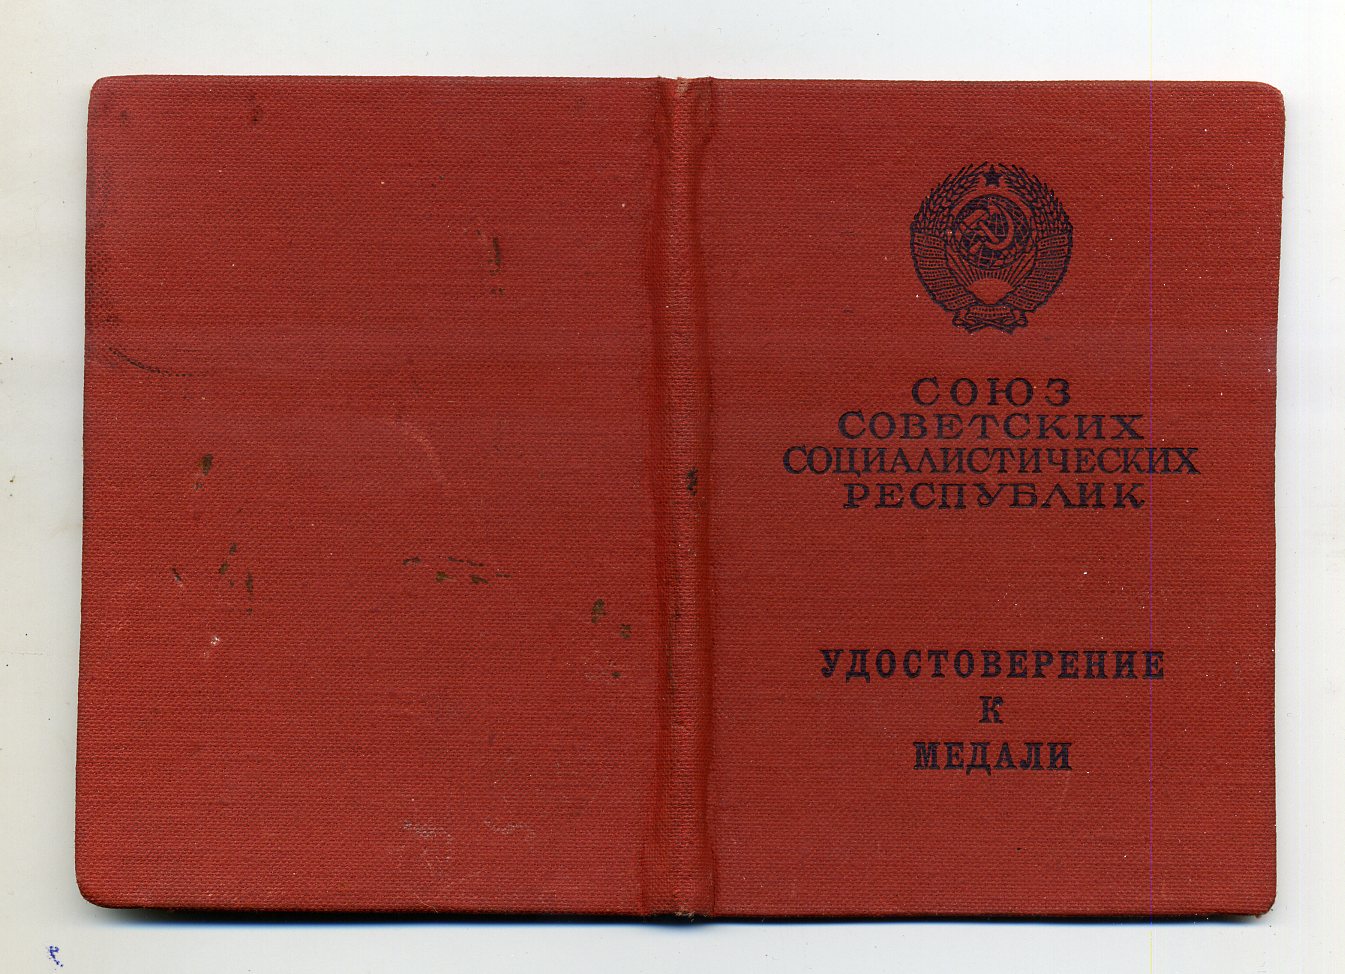 СОЮЗ
СОВЕТСКИХ
СОЦИАЛИСТИЧЕСКИХ
РЕСПУБЛИК
УДОСТОВЕРЕНИЕ
К
МЕДАЛИ